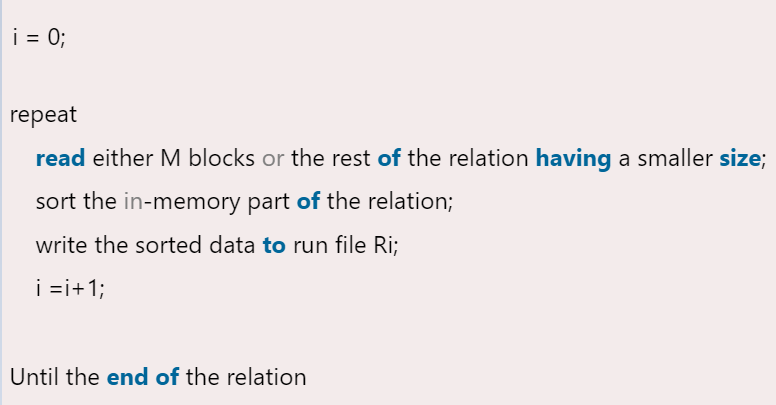 i = 0;
repeat
read either M blocks or the rest of the relation having a smaller size;
sort the in-memory part of the relation;
write the sorted data to run file Ri;
i =i+1;
Until the end of the relation